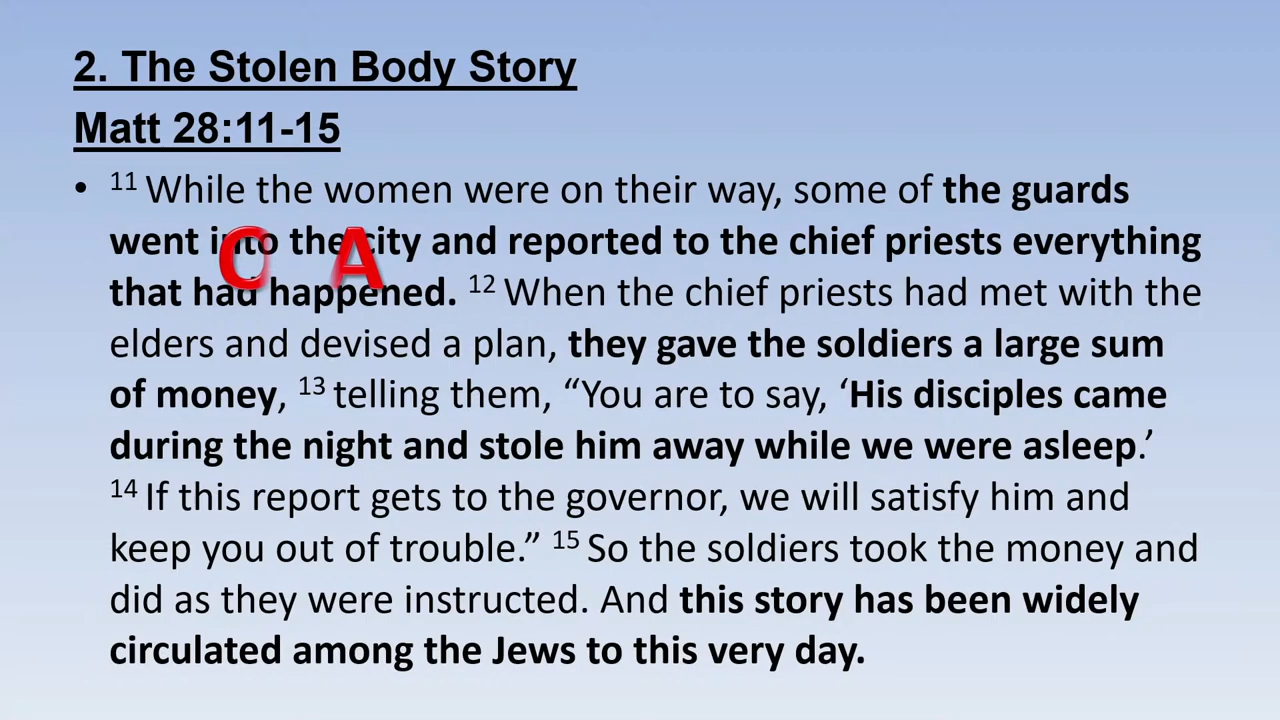 2. The Stolen Body Story
Matt 28:11-15
• 11 While the women were on their way, some of the guards
went into the city and reported to the chief priests everything
that had happened. 12 When the chief priests had met with the
elders and devised a plan, they gave the soldiers a large sum
of money, 13 telling them, “You are to say, ‘His disciples came
during the night and stole him away while we were asleep.’
14 If this report gets to the governor, we will satisfy him and
keep you out of trouble.” 15 So the soldiers took the money and
did as they were instructed. And this story has been widely
circulated among the Jews to this very day.
C A